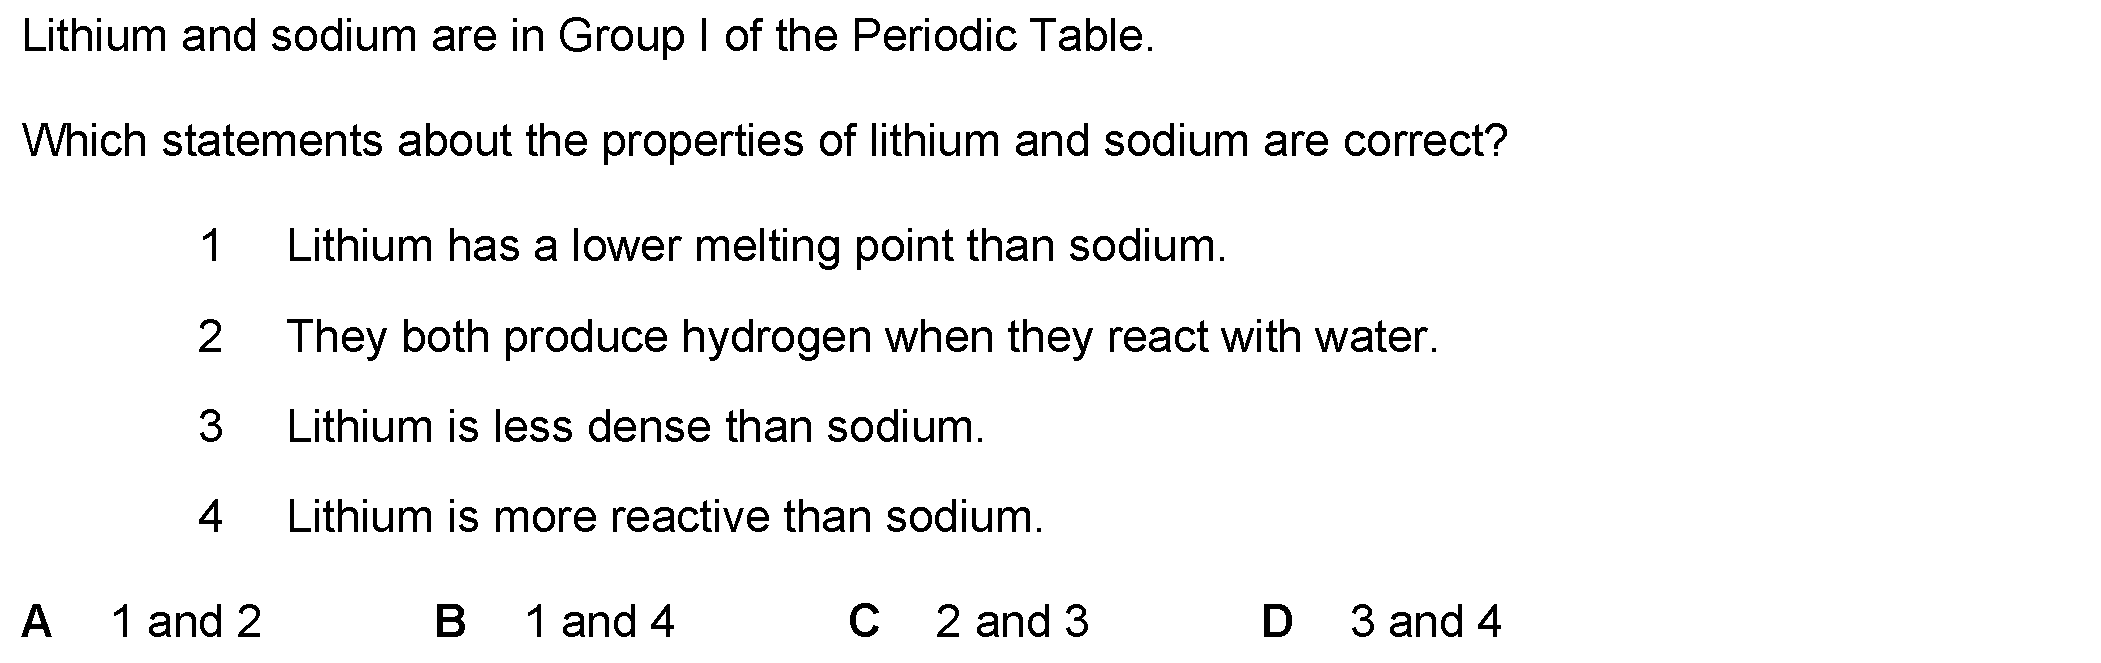 Lithium and sodium are in Group I of the Periodic Table.
Which statements about the properties of lithium and sodium are correct?
1 Lithium has a lower melting point than sodium.
2 They both produce hydrogen when they react with water.
3 Lithium is less dense than sodium.
4 Lithium is more reactive than sodium.
A 1 and 2 B 1 and 4 C 2 and 3 D 3 and 4